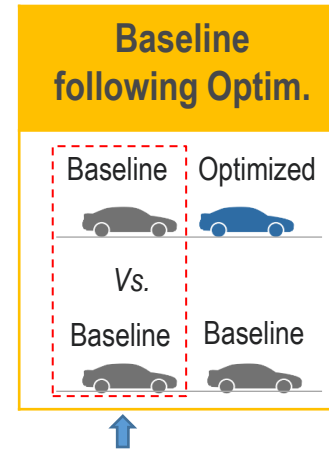 Baseline
following Optim.
Baseline Optimized
Vs.
Baseline Baseline